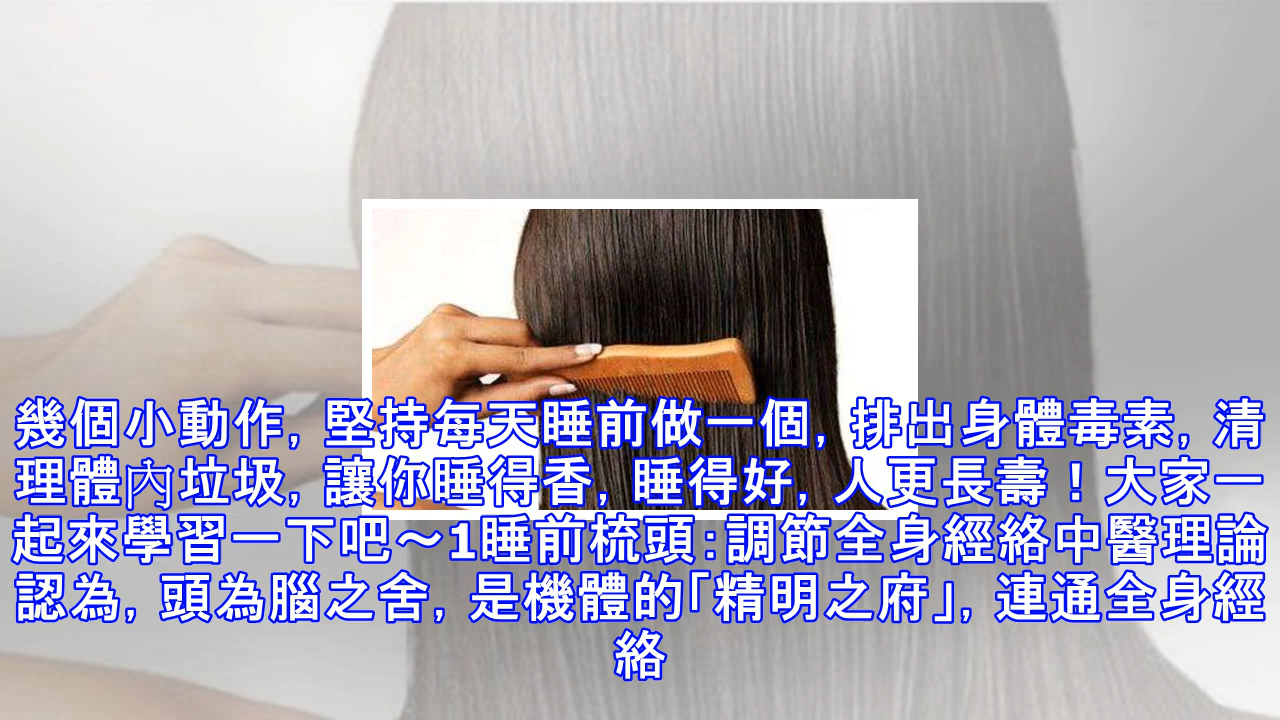 幾個小動作, 堅持每天睡前做一個, 排出身體毒素, 清
理體內垃圾, 讓你睡得香, 睡得好, 人更長壽！大家一
起來學習一下吧～1睡前梳頭:調節全身經絡中醫理論
認為, 頭為腦之舍, 是機體的「精明之府」, 連通全身經
絡